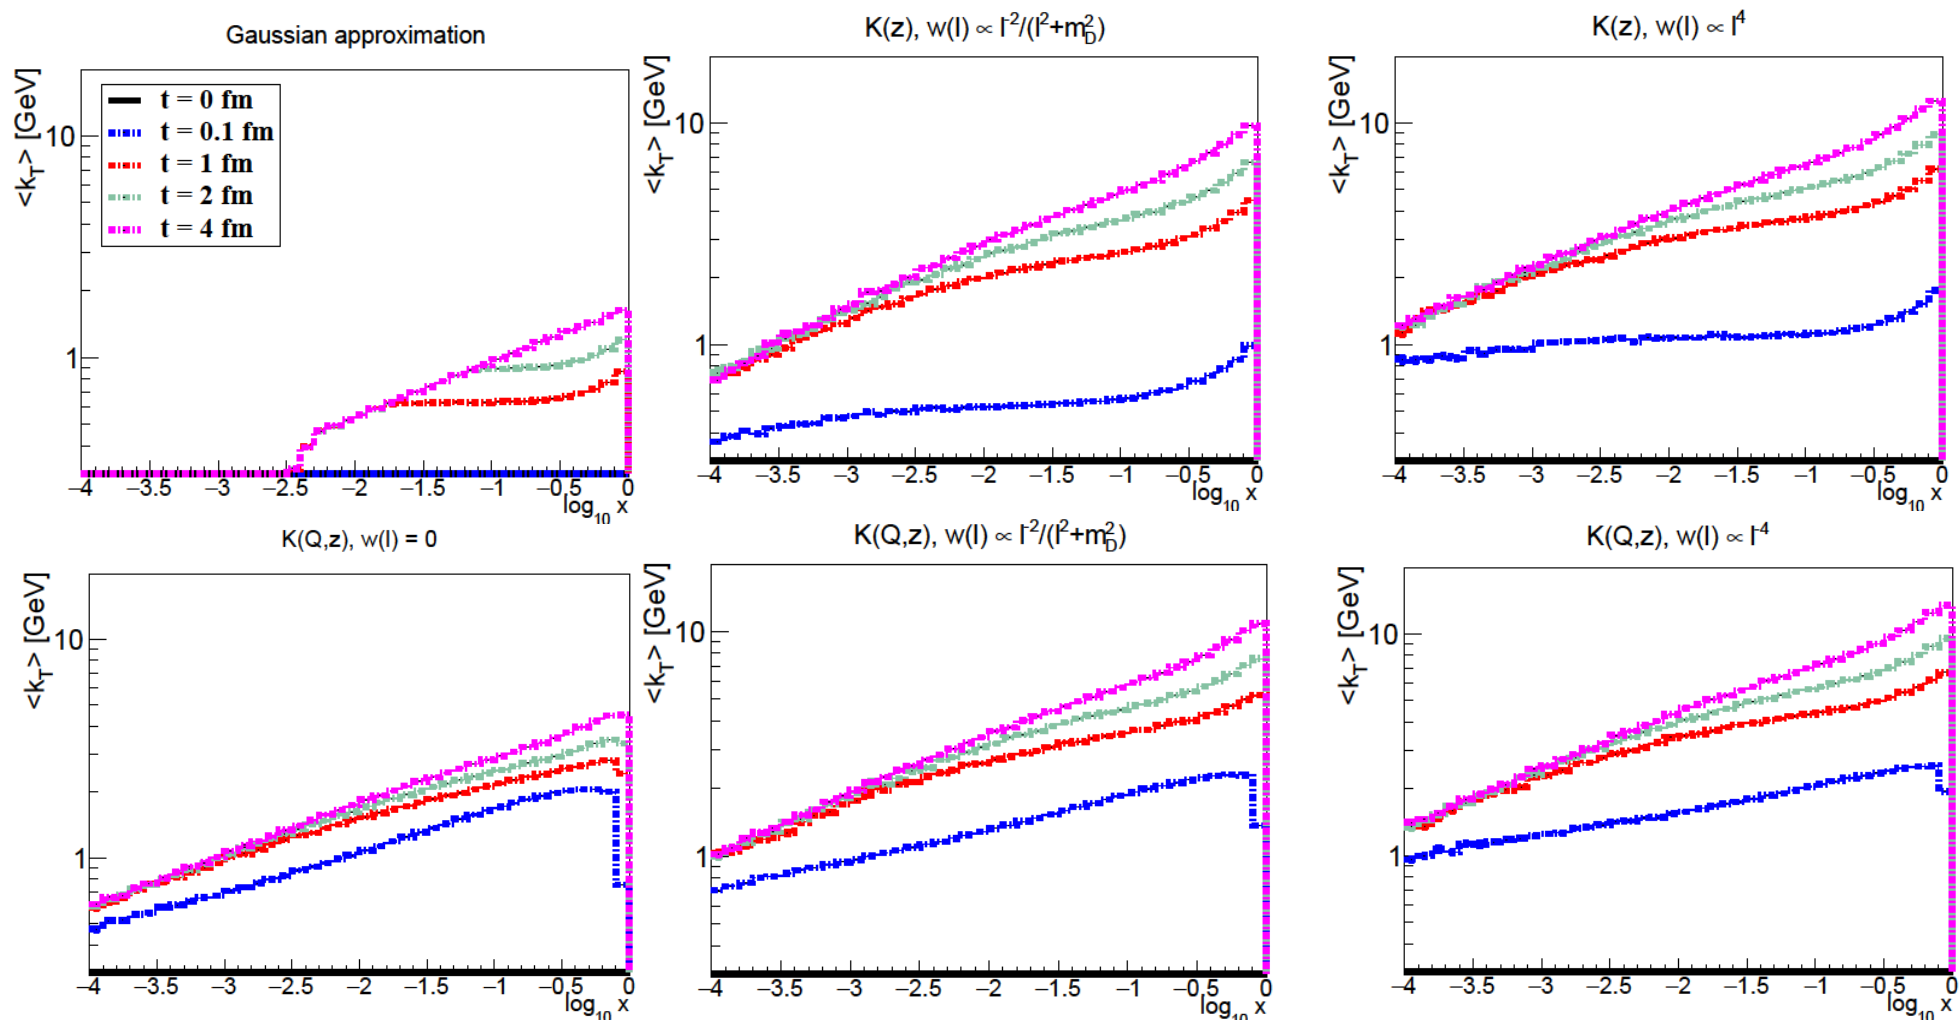 Gaussian approximation
<k_T> [GeV]
10
1
t = 0 fm
t = 0.1 fm
t = 1 fm
t = 2 fm
t = 4 fm
−4 −3.5 −3 −2.5 −2 −1.5 −1 −0.5 0
log₁₀ x
K(z), w(l) ∝ l⁻²/(l²+m_D²)
<k_T> [GeV]
10
1
−4 −3.5 −3 −2.5 −2 −1.5 −1 −0.5 0
log₁₀ x
K(z), w(l) ∝ l⁴
<k_T> [GeV]
10
1
−4 −3.5 −3 −2.5 −2 −1.5 −1 −0.5 0
log₁₀ x
K(Q,z), w(l) = 0
<k_T> [GeV]
10
1
−4 −3.5 −3 −2.5 −2 −1.5 −1 −0.5 0
log₁₀ x
K(Q,z), w(l) ∝ l⁻²/(l²+m_D²)
<k_T> [GeV]
10
1
−4 −3.5 −3 −2.5 −2 −1.5 −1 −0.5 0
log₁₀ x
K(Q,z), w(l) ∝ l⁻⁴
<k_T> [GeV]
10
1
−4 −3.5 −3 −2.5 −2 −1.5 −1 −0.5 0
log₁₀ x